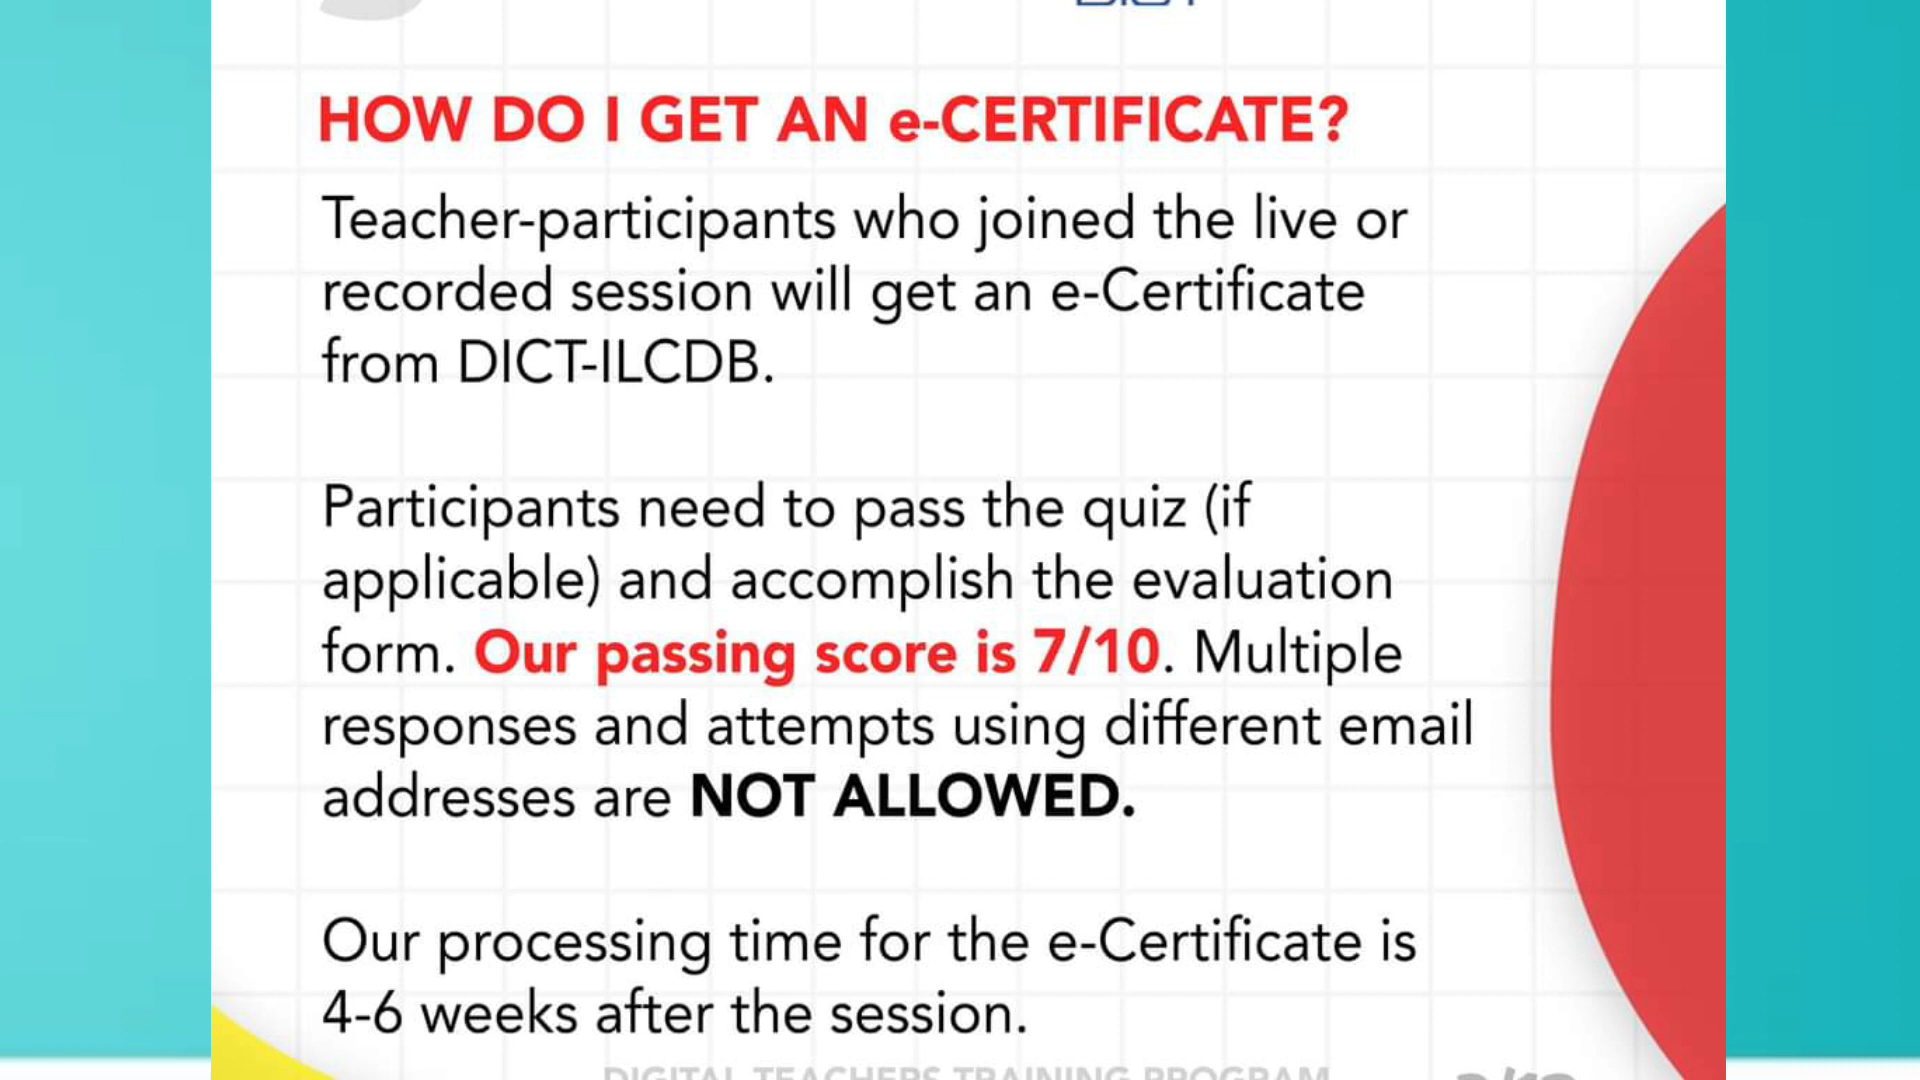 DICT
HOW DO I GET AN e-CERTIFICATE?
Teacher-participants who joined the live or
recorded session will get an e-Certificate
from DICT-ILCDB.
Participants need to pass the quiz (if
applicable) and accomplish the evaluation
form. Our passing score is 7/10. Multiple
responses and attempts using different email
addresses are NOT ALLOWED.
Our processing time for the e-Certificate is
4-6 weeks after the session.
DIGITAL TEACHERS TRAINING PROGRAM